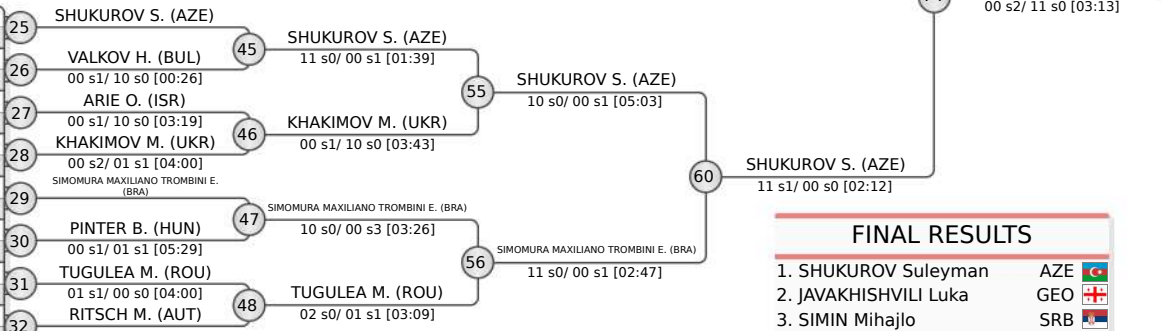 00 s2/ 11 s0 [03:13]
25
SHUKUROV S. (AZE)
26
VALKOV H. (BUL)
00 s1/ 10 s0 [00:26]
27
ARIE O. (ISR)
00 s1/ 10 s0 [03:19]
28
KHAKIMOV M. (UKR)
00 s2/ 01 s1 [04:00]
29
SIMOMURA MAXILIANO TROMBINI E.
(BRA)
30
PINTER B. (HUN)
00 s1/ 01 s1 [05:29]
31
TUGULEA M. (ROU)
01 s1/ 00 s0 [04:00]
32
RITSCH M. (AUT)
45
SHUKUROV S. (AZE)
11 s0/ 00 s1 [01:39]
46
KHAKIMOV M. (UKR)
00 s1/ 10 s0 [03:43]
47
SIMOMURA MAXILIANO TROMBINI E. (BRA)
10 s0/ 00 s3 [03:26]
48
TUGULEA M. (ROU)
02 s0/ 01 s1 [03:09]
55
SHUKUROV S. (AZE)
10 s0/ 00 s1 [05:03]
56
SIMOMURA MAXILIANO TROMBINI E. (BRA)
11 s0/ 00 s1 [02:47]
60
SHUKUROV S. (AZE)
11 s1/ 00 s0 [02:12]
FINAL RESULTS
1. SHUKUROV Suleyman AZE
2. JAVAKHISHVILI Luka GEO
3. SIMIN Mihajlo SRB